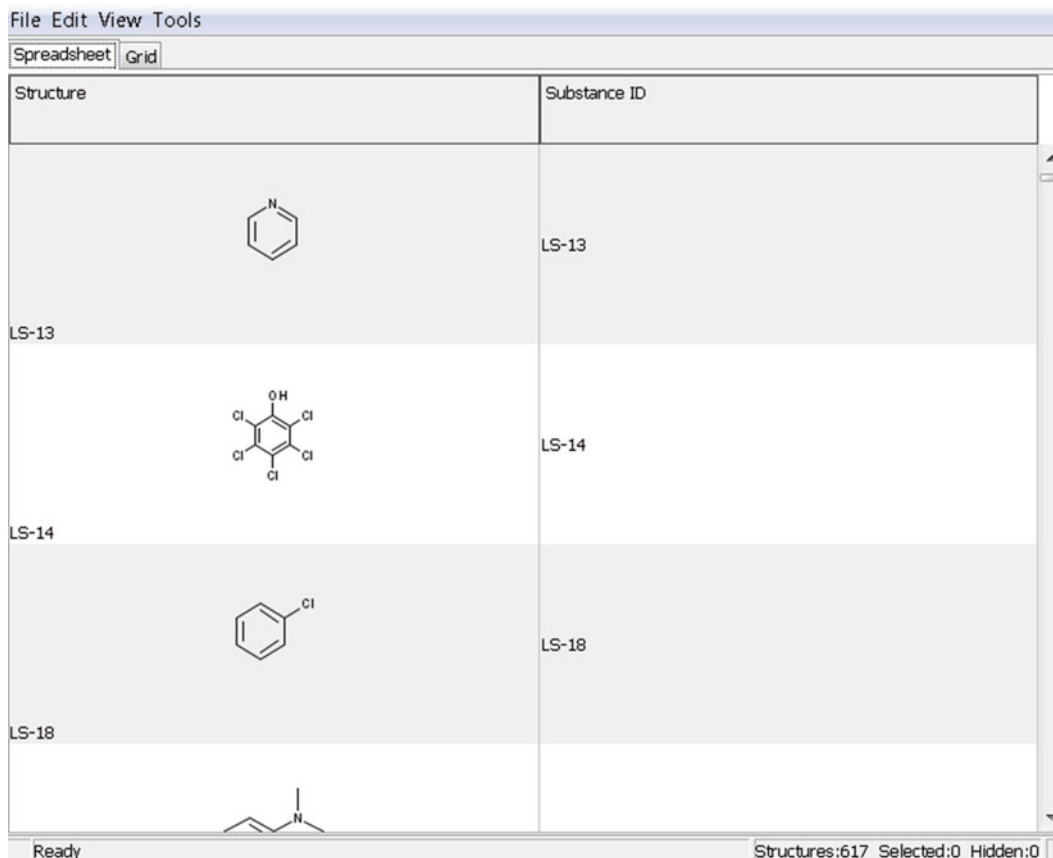 File Edit View Tools
Spreadsheet Grid
Structure Substance ID
N
LS-13
LS-13
OH
Cl Cl
LS-14
Cl Cl
Cl
LS-14
Cl
LS-18
LS-18
N
Ready Structures:617 Selected:0 Hidden:0